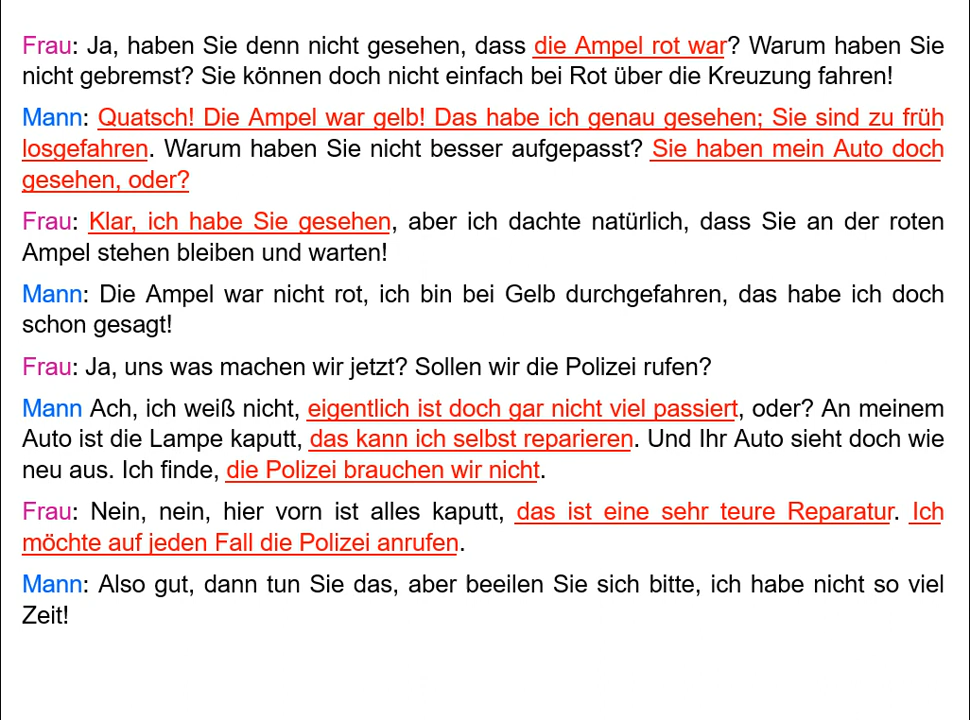 Frau: Ja, haben Sie denn nicht gesehen, dass die Ampel rot war? Warum haben Sie
nicht gebremst? Sie können doch nicht einfach bei Rot über die Kreuzung fahren!
Mann: Quatsch! Die Ampel war gelb! Das habe ich genau gesehen; Sie sind zu früh
losgefahren. Warum haben Sie nicht besser aufgepasst? Sie haben mein Auto doch
gesehen, oder?
Frau: Klar, ich habe Sie gesehen, aber ich dachte natürlich, dass Sie an der roten
Ampel stehen bleiben und warten!
Mann: Die Ampel war nicht rot, ich bin bei Gelb durchgefahren, das habe ich doch
schon gesagt!
Frau: Ja, uns was machen wir jetzt? Sollen wir die Polizei rufen?
Mann Ach, ich weiß nicht, eigentlich ist doch gar nicht viel passiert, oder? An meinem
Auto ist die Lampe kaputt, das kann ich selbst reparieren. Und Ihr Auto sieht doch wie
neu aus. Ich finde, die Polizei brauchen wir nicht.
Frau: Nein, nein, hier vorn ist alles kaputt, das ist eine sehr teure Reparatur. Ich
möchte auf jeden Fall die Polizei anrufen.
Mann: Also gut, dann tun Sie das, aber beeilen Sie sich bitte, ich habe nicht so viel
Zeit!